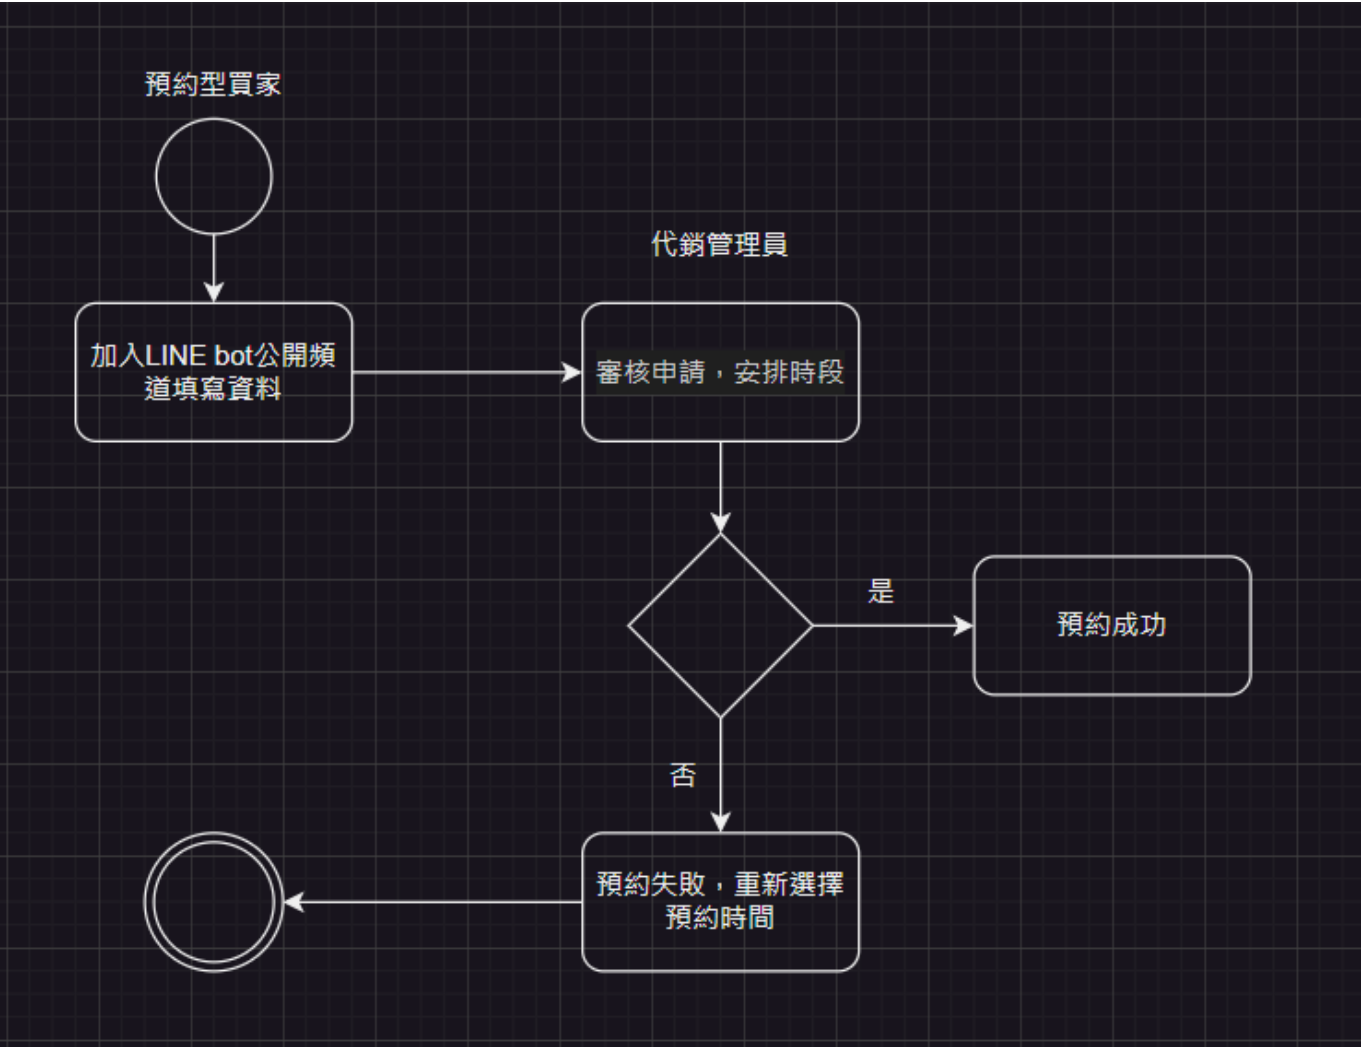 預約型買家
代銷管理員
加入LINE bot公開頻
道填寫資料
審核申請，安排時段
是
預約成功
否
預約失敗，重新選擇
預約時間